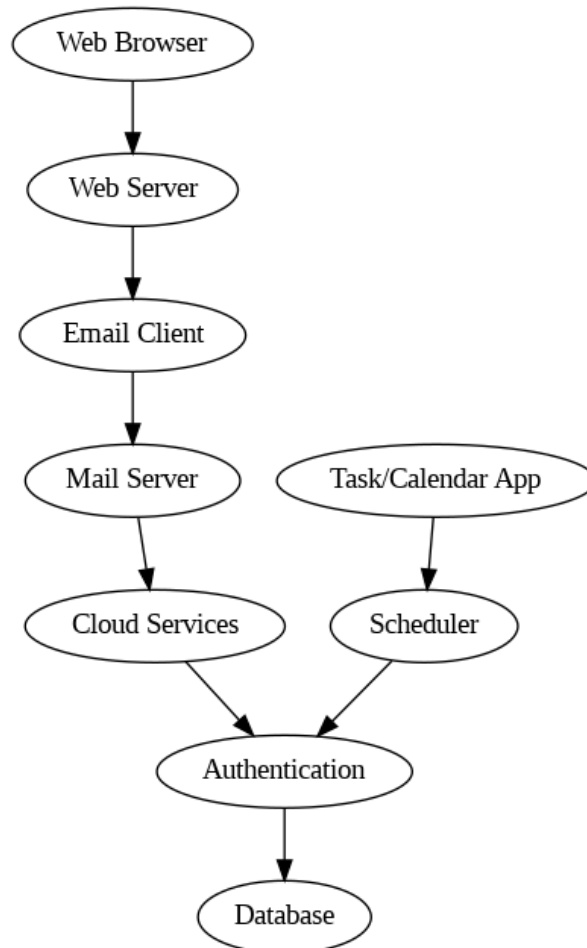 Web Browser
Web Server
Email Client
Mail Server
Task/Calendar App
Cloud Services
Scheduler
Authentication
Database